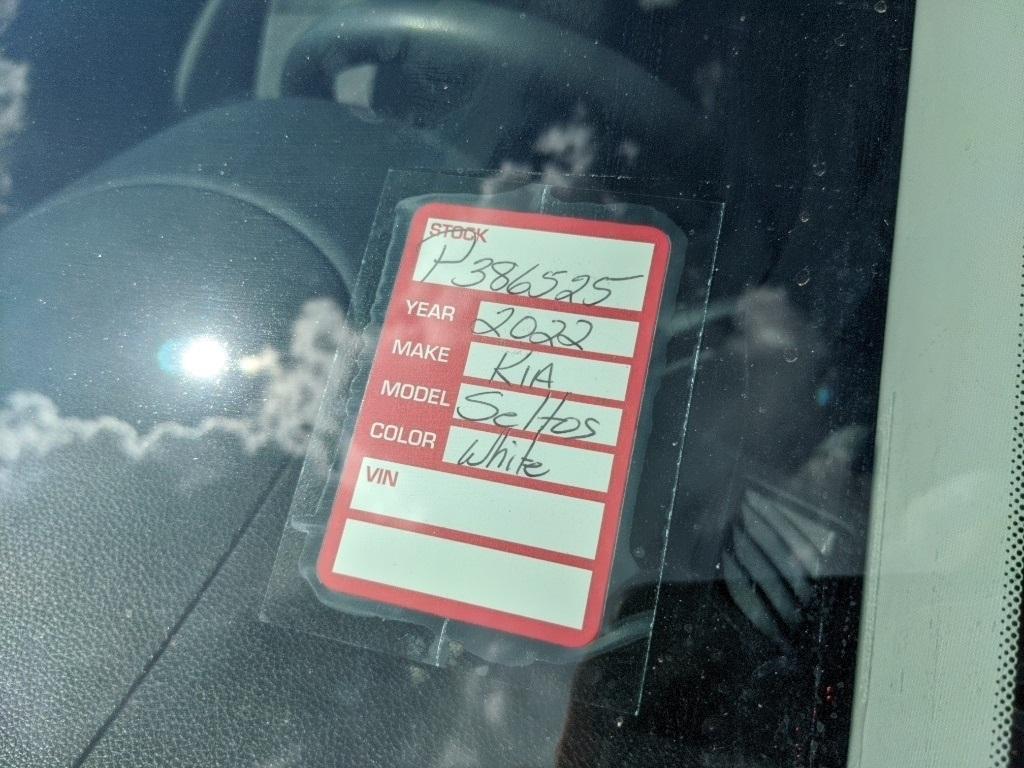 STOCK
P386525
YEAR 2022
MAKE KIA
MODEL Seltos
COLOR White
VIN